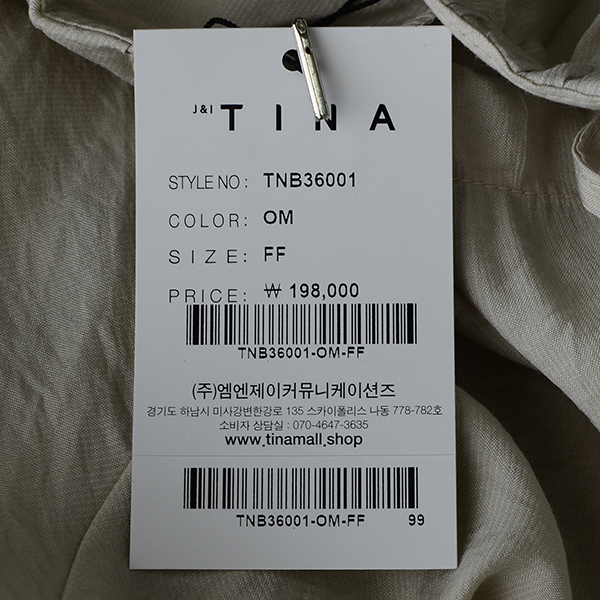 J&I
TINA
STYLE NO: TNB36001
COLOR: OM
SIZE: FF
PRICE: ₩ 198,000
TNB36001-OM-FF
(주)엠엔제이커뮤니케이션즈
경기도 하남시 미사강변한강로 135 스카이폴리스 나동 778-782호
소비자 상담실 : 070-4647-3635
www.tinamall.shop
TNB36001-OM-FF 99